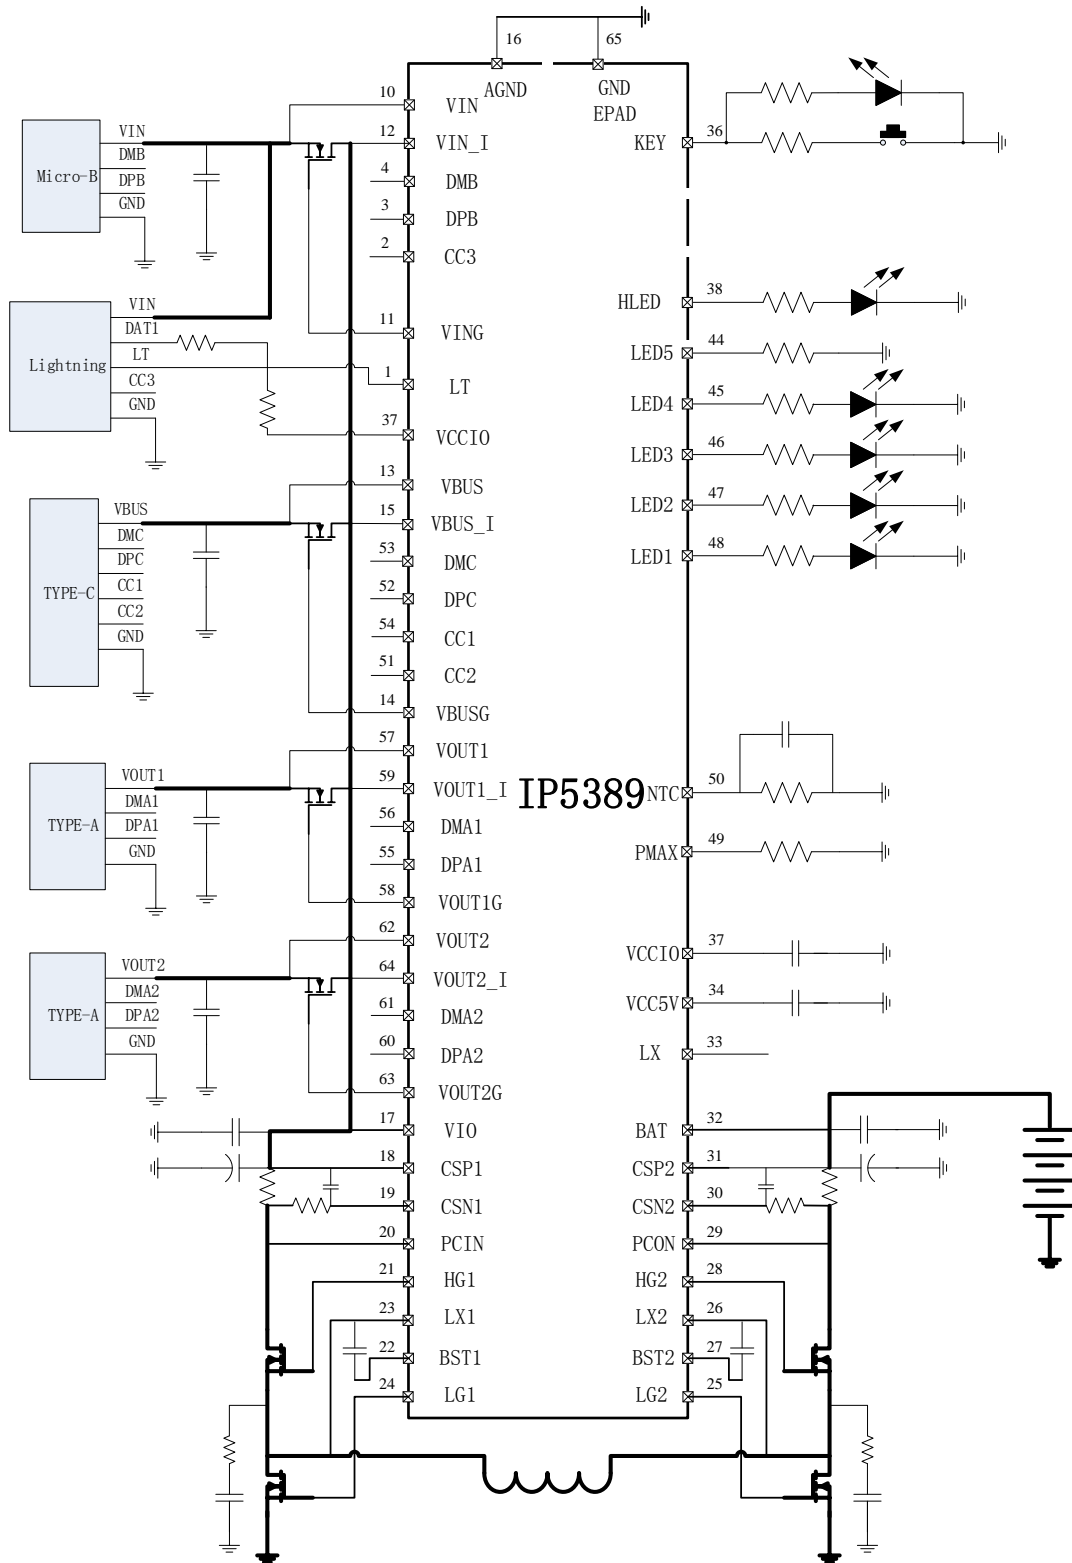 16 65
AGND GND
EPAD
10 VIN
12 VIN_I
4 DMB
3 DPB
2 CC3
11 VING
1 LT
37 VCCIO
13 VBUS
15 VBUS_I
53 DMC
52 DPC
54 CC1
51 CC2
14 VBUSG
57 VOUT1
59 VOUT1_I
56 DMA1
55 DPA1
58 VOUT1G
62 VOUT2
64 VOUT2_I
61 DMA2
60 DPA2
63 VOUT2G
17 VIO
18 CSP1
19 CSN1
20 PCIN
21 HG1
23 LX1
22 BST1
24 LG1
IP5389
KEY 36
HLED 38
LED5 44
LED4 45
LED3 46
LED2 47
LED1 48
NTC 50
PMAX 49
VCCIO 37
VCC5V 34
LX 33
BAT 32
CSP2 31
CSN2 30
PCON 29
HG2 28
LX2 26
BST2 27
LG2 25
Micro-B
VIN
DMB
DPB
GND
Lightning
VIN
DAT1
LT
CC3
GND
TYPE-C
VBUS
DMC
DPC
CC1
CC2
GND
TYPE-A
VOUT1
DMA1
DPA1
GND
TYPE-A
VOUT2
DMA2
DPA2
GND